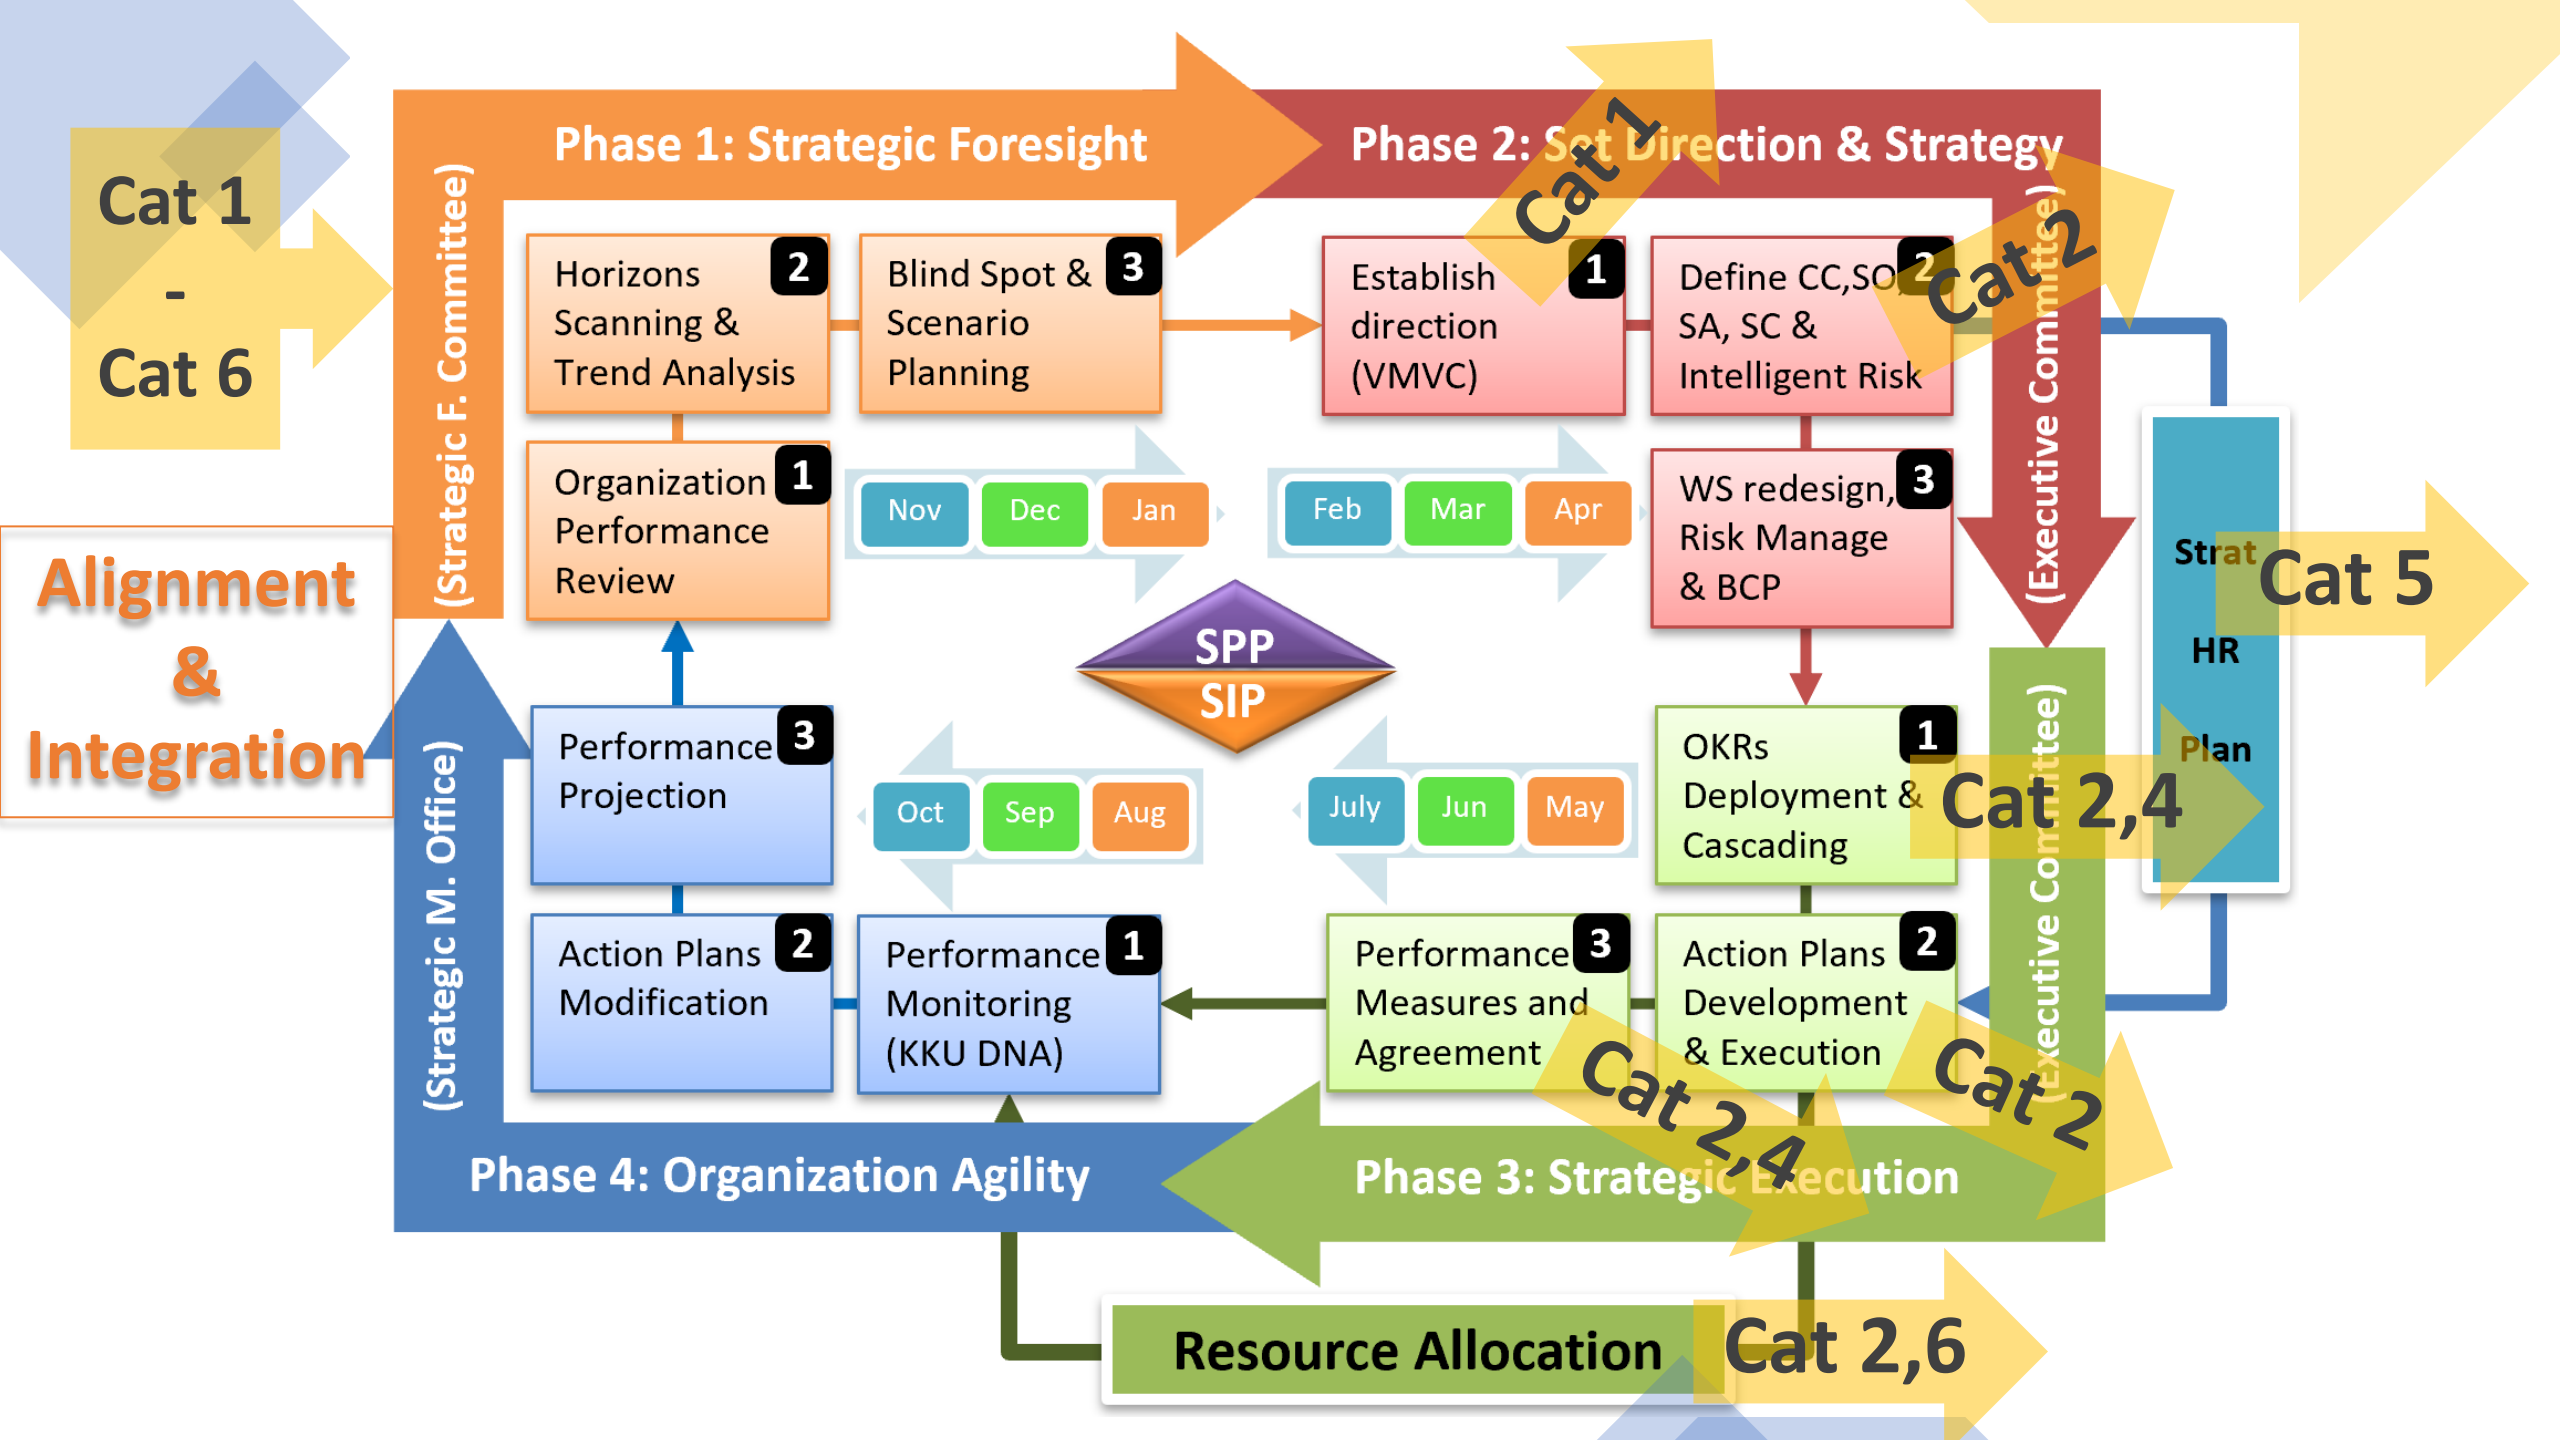 Cat 1
-
Cat 6
Alignment
&
Integration
Phase 1: Strategic Foresight
(Strategic F. Committee)
Horizons
Scanning &
Trend Analysis
2
Blind Spot &
Scenario
Planning
3
Organization
Performance
Review
1
Nov
Dec
Jan
Phase 2: Set Direction & Strategy
(Executive Committee)
Cat 1
Cat 2
Establish
direction
(VMVC)
1
Define CC,SO,
SA, SC &
Intelligent Risk
2
WS redesign,
Risk Manage
& BCP
3
Feb
Mar
Apr
SPP
SIP
Strat
HR
Plan
Cat 5
Cat 2,4
OKRs
Deployment &
Cascading
1
Action Plans
Development
& Execution
2
Performance
Measures and
Agreement
3
July
Jun
May
(Executive Committee)
Cat 2,4
Cat 2
Phase 3: Strategic Execution
Performance
Projection
3
Action Plans
Modification
2
Performance
Monitoring
(KKU DNA)
1
Oct
Sep
Aug
(Strategic M. Office)
Phase 4: Organization Agility
Resource Allocation
Cat 2,6